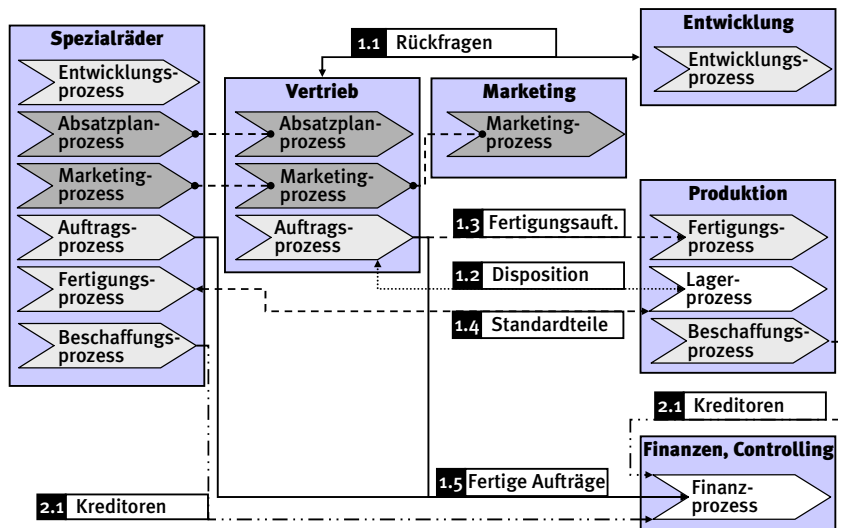 Spezialräder
Entwicklungs-
prozess
Absatzplan-
prozess
Marketing-
prozess
Auftrags-
prozess
Fertigungs-
prozess
Beschaffungs-
prozess
1.1 Rückfragen
Vertrieb
Absatzplan-
prozess
Marketing-
prozess
Auftrags-
prozess
Marketing
Marketing-
prozess
Entwicklung
Entwicklungs-
prozess
1.3 Fertigungsauft.
1.2 Disposition
1.4 Standardteile
Produktion
Fertigungs-
prozess
Lager-
prozess
Beschaffungs-
prozess
2.1 Kreditoren
Finanzen, Controlling
Finanz-
prozess
1.5 Fertige Aufträge
2.1 Kreditoren